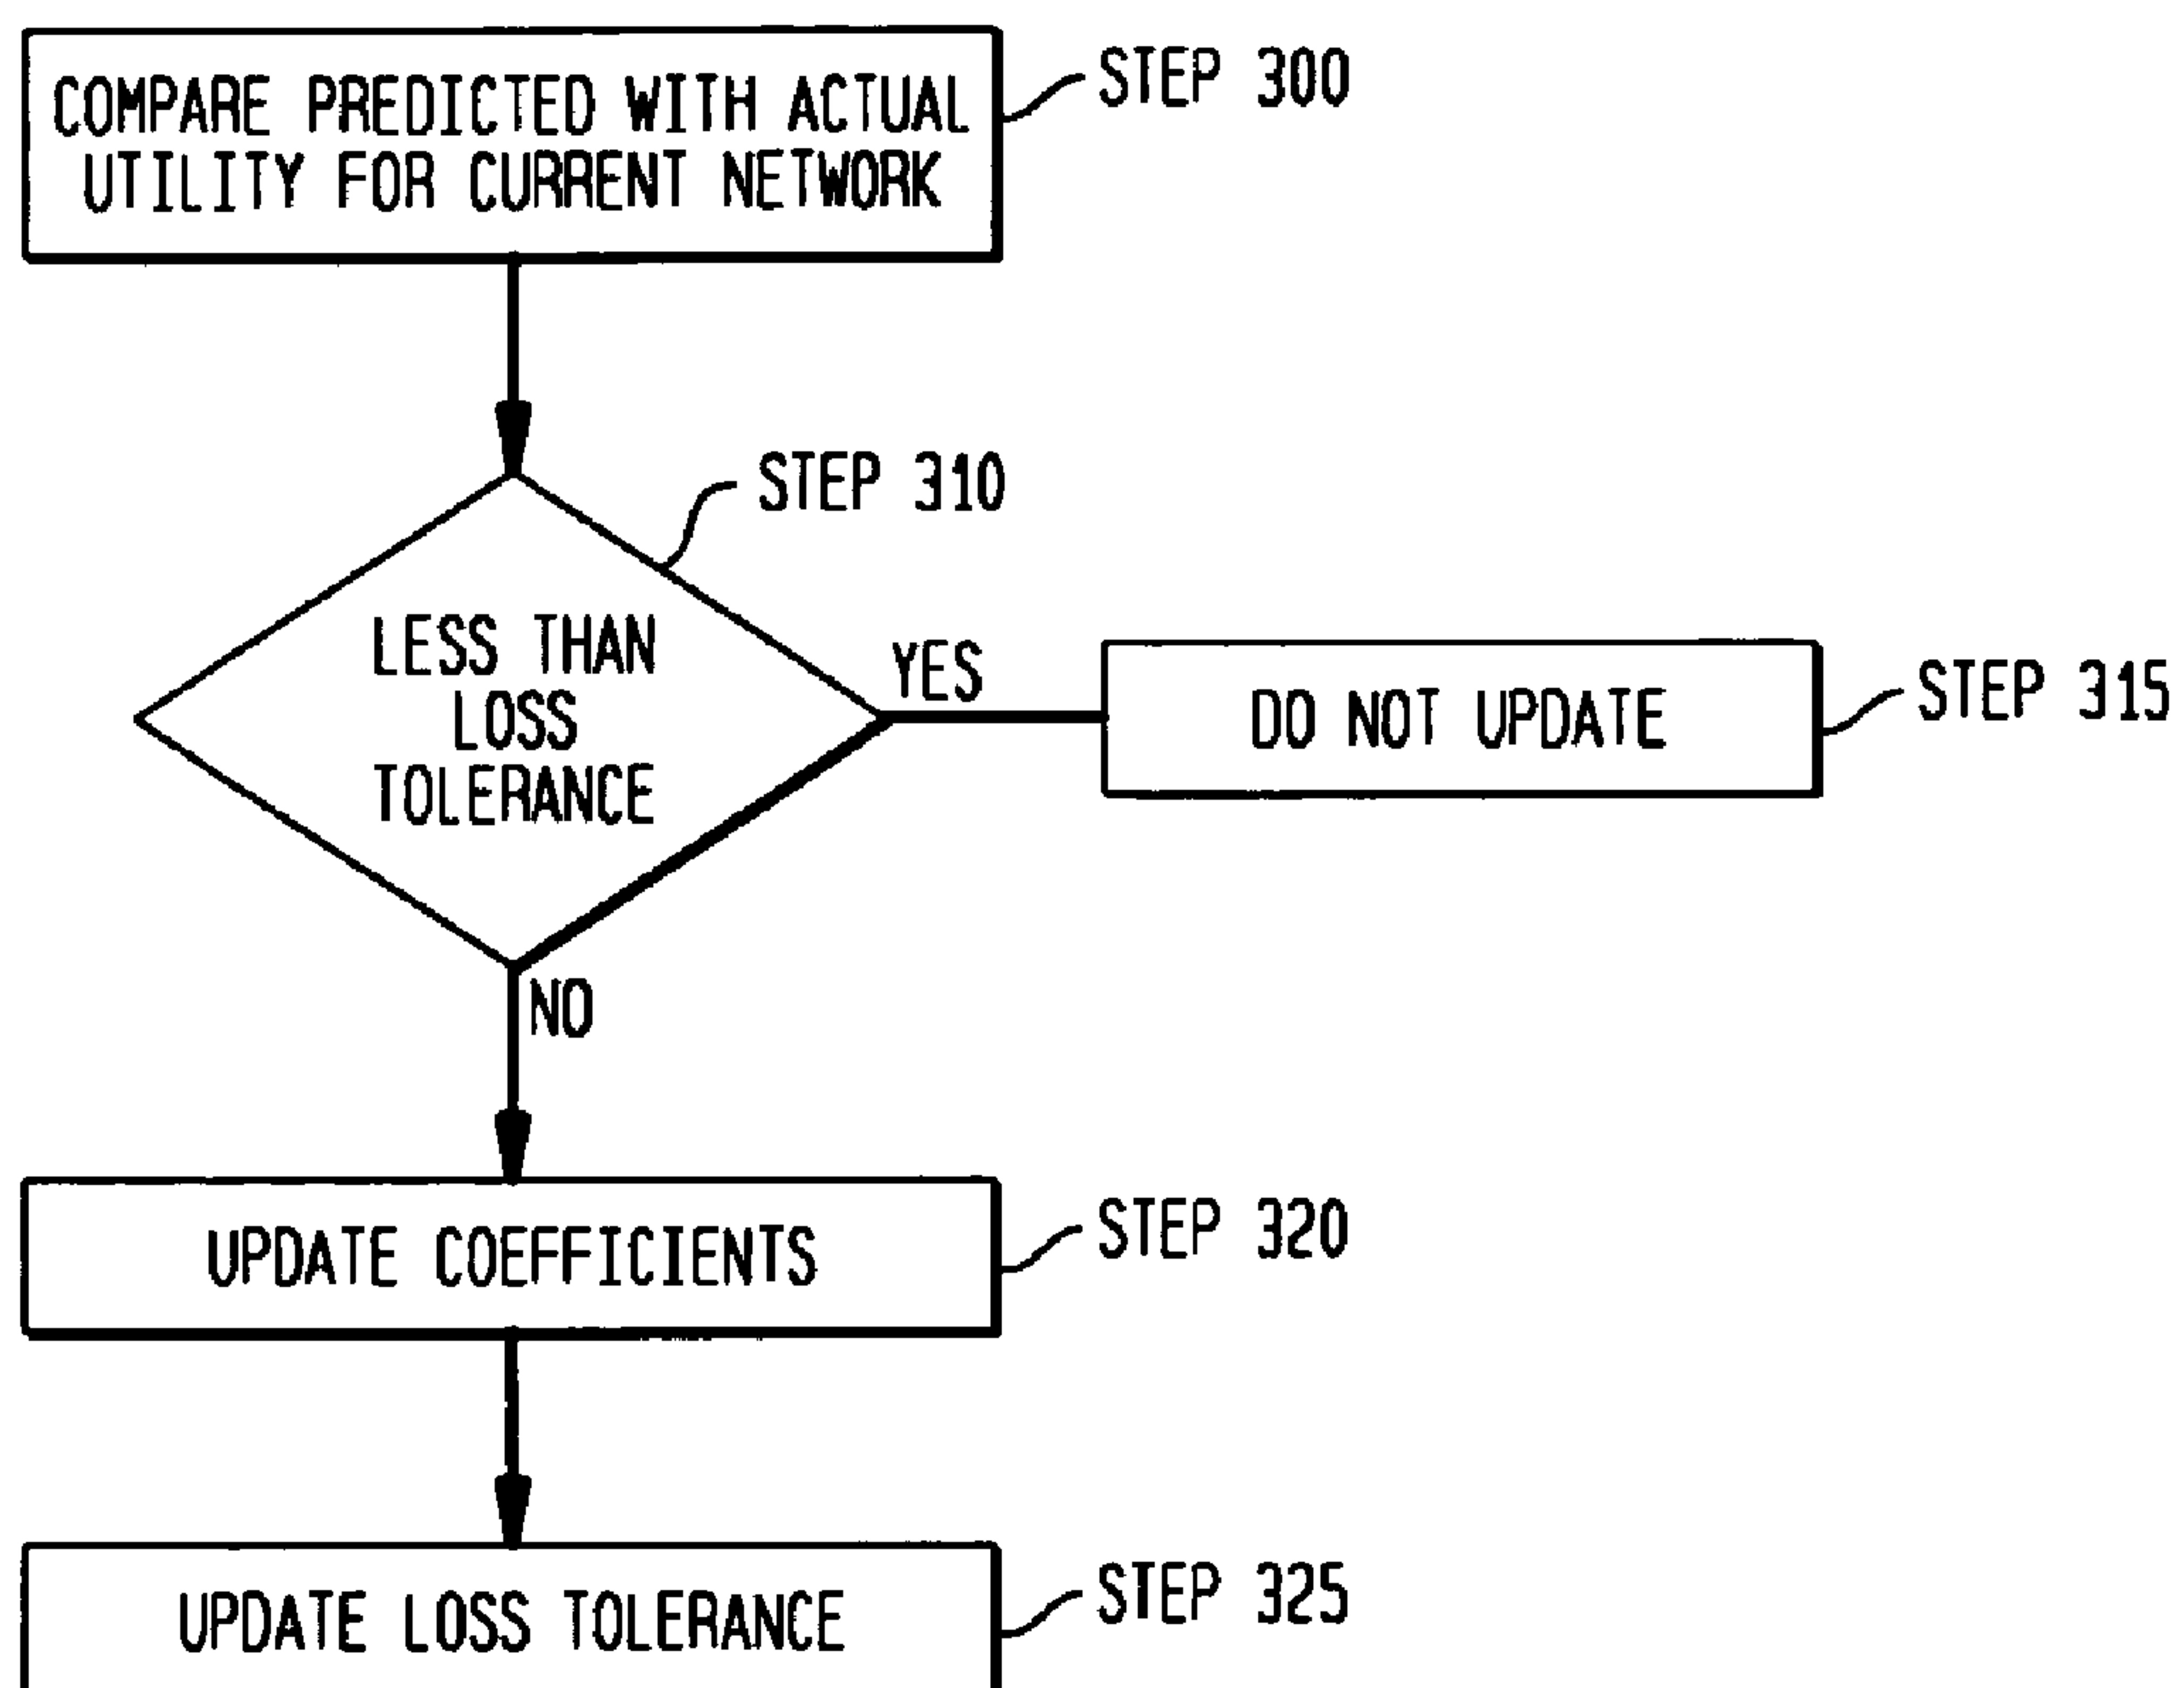 COMPARE PREDICTED WITH ACTUAL
UTILITY FOR CURRENT NETWORK
STEP 300
STEP 310
LESS THAN
LOSS
TOLERANCE
YES
DO NOT UPDATE
STEP 315
NO
UPDATE COEFFICIENTS
STEP 320
UPDATE LOSS TOLERANCE
STEP 325